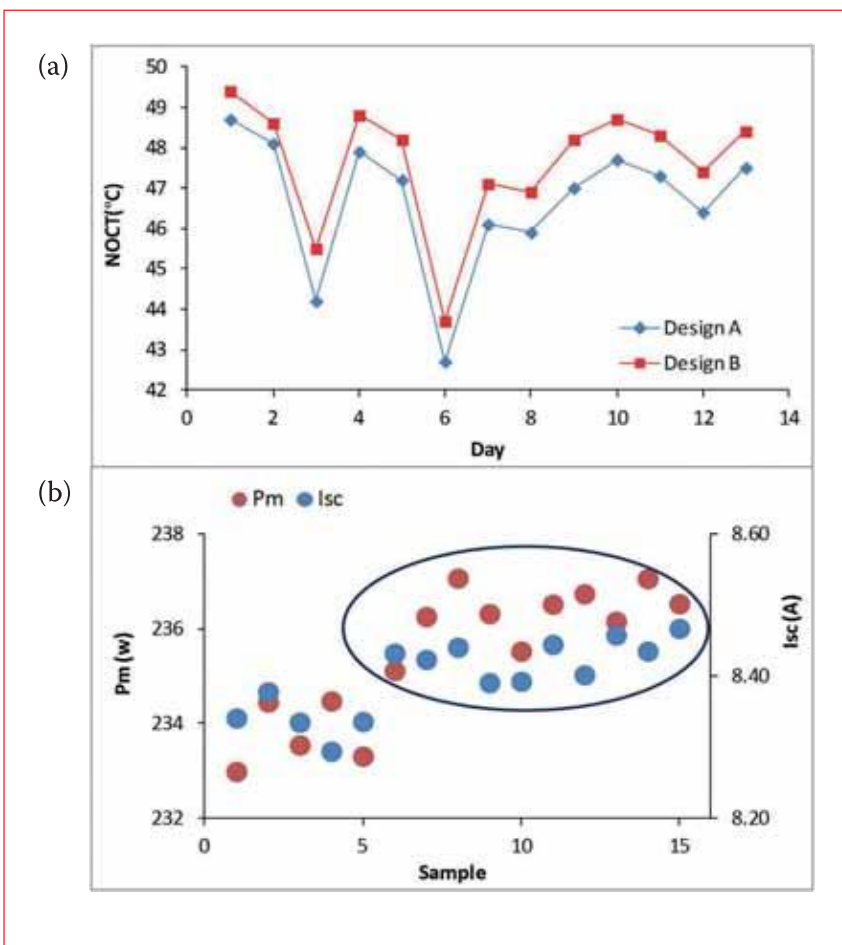 (a)
50
49
48
47
46
45
44
43
42
NOCT(°C)
Design A
Design B
0 2 4 6 8 10 12 14
Day
(b)
Pm Isc
238
236
234
232
Pm (w)
8.60
8.40
8.20
Isc (A)
0 5 10 15
Sample